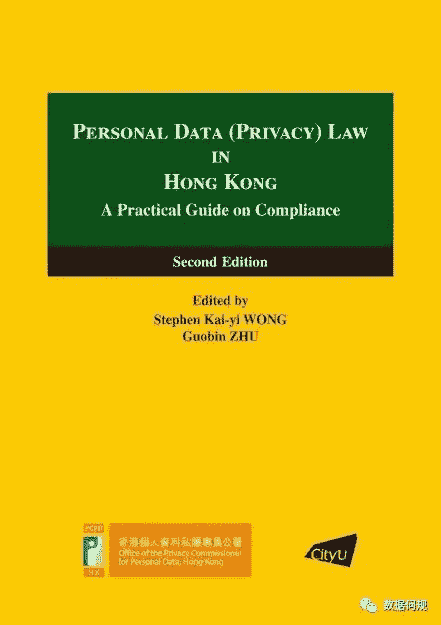 PERSONAL DATA (PRIVACY) LAW
IN
HONG KONG
A Practical Guide on Compliance
Second Edition
Edited by
Stephen Kai-yi WONG
Guobin ZHU
PCPD
H K
香港個人資料私隱專員公署
Office of the Privacy Commissioner
for Personal Data, Hong Kong
CityU
数据何规